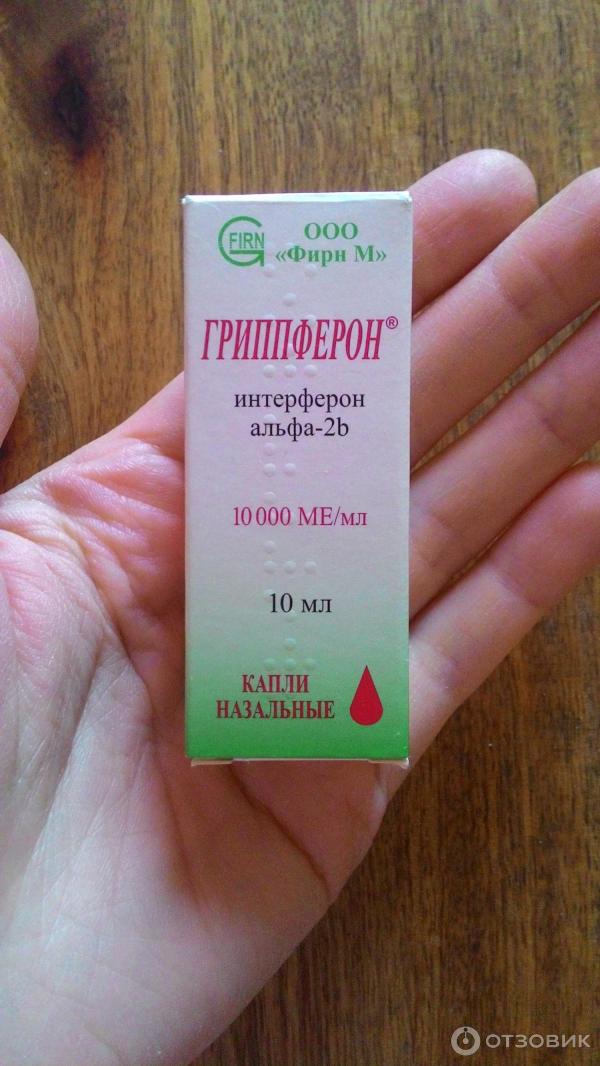 FIRN
ООО
«Фирн М»
ГРИППФЕРОН®
интерферон
альфа-2b
10 000 МЕ/мл
10 мл
КАПЛИ
НАЗАЛЬНЫЕ
ОТЗОВИК